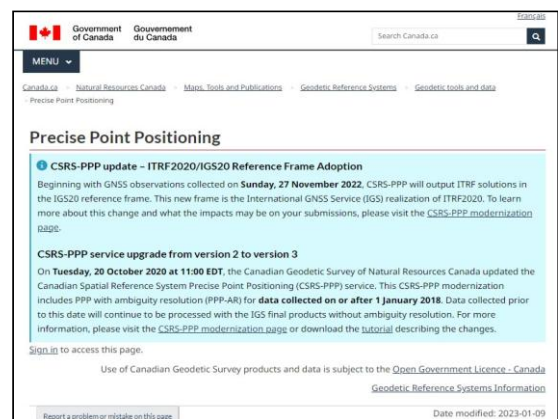 Français
Government of Canada
Gouvernement du Canada
Search Canada.ca
MENU
Canada.ca
Natural Resources Canada
Maps, Tools and Publications
Geodetic Reference Systems
Geodetic tools and data
Precise Point Positioning
Precise Point Positioning
CSRS-PPP update – ITRF2020/IGS20 Reference Frame Adoption
Beginning with GNSS observations collected on Sunday, 27 November 2022, CSRS-PPP will output ITRF solutions in
the IGS20 reference frame. This new frame is the International GNSS Service (IGS) realization of ITRF2020. To learn
more about this change and what the impacts may be on your submissions, please visit the CSRS-PPP modernization
page.
CSRS-PPP service upgrade from version 2 to version 3
On Tuesday, 20 October 2020 at 11:00 EDT, the Canadian Geodetic Survey of Natural Resources Canada updated the
Canadian Spatial Reference System Precise Point Positioning (CSRS-PPP) service. This CSRS-PPP modernization
includes PPP with ambiguity resolution (PPP-AR) for data collected on or after 1 January 2018. Data collected prior
to this date will continue to be processed with the IGS final products without ambiguity resolution. For more
information, please visit the CSRS-PPP modernization page or download the tutorial describing the changes.
Sign in to access this page.
Use of Canadian Geodetic Survey products and data is subject to the Open Government Licence - Canada
Geodetic Reference Systems Information
Report a problem or mistake on this page
Date modified: 2023-01-09